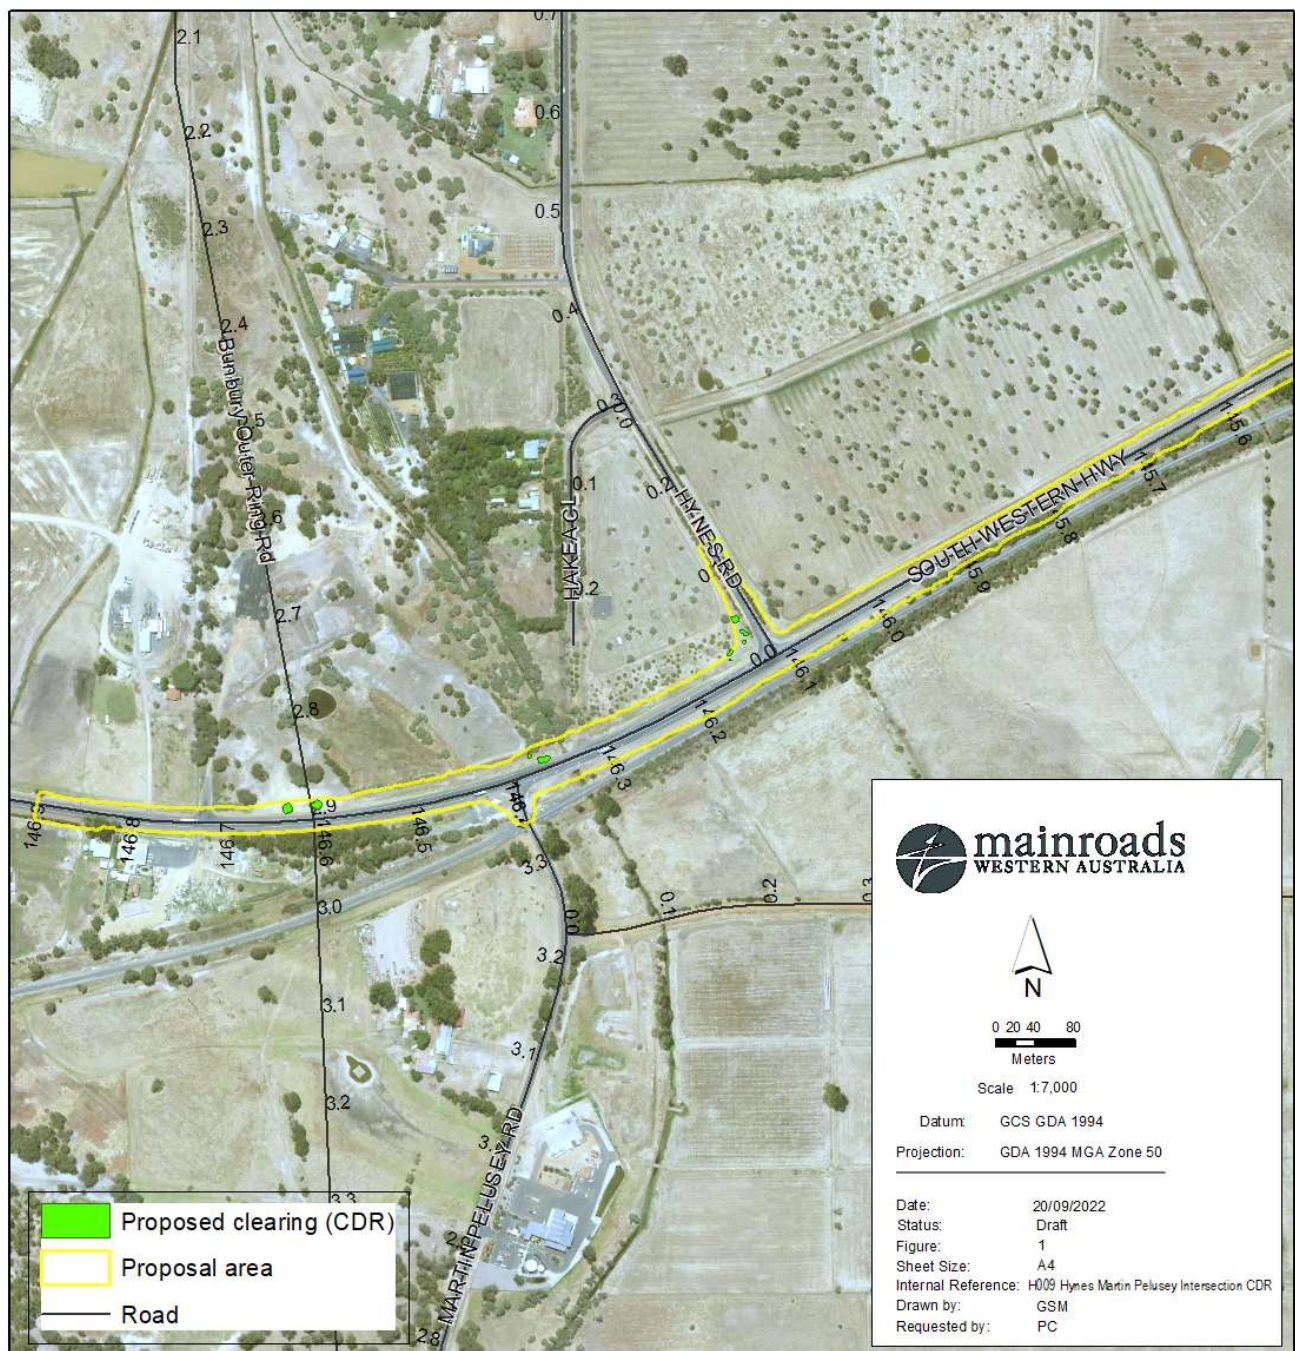 0.7
2.1
0.6
2.2
0.5
2.3
0.4
2.4
Bunbury Outer Ring Rd
0.3
0.0
145.6
5
145.7
0.2
0.1
HYNES RD
SOUTH WESTERN HWY
.6
5.8
HAKEA CL
0.2
0
45.9
2.7
146.0
0.0
146.1
2.8
146.2
146.3
.9
146.9
146.8
146.7
146.6
146.5
3.3
0.3
0.2
0.1
0.0
3.0
3.2
3.1
3.1
3.2
MARTIN PELUSEY RD
3.3
2.8
mainroads
WESTERN AUSTRALIA
N
0 20 40 80
Meters
Scale 1:7,000
Datum: GCS GDA 1994
Projection: GDA 1994 MGA Zone 50
Date: 20/09/2022
Status: Draft
Figure: 1
Sheet Size: A4
Internal Reference: H009 Hynes Martin Pelusey Intersection CDR
Drawn by: GSM
Requested by: PC
Proposed clearing (CDR)
Proposal area
Road